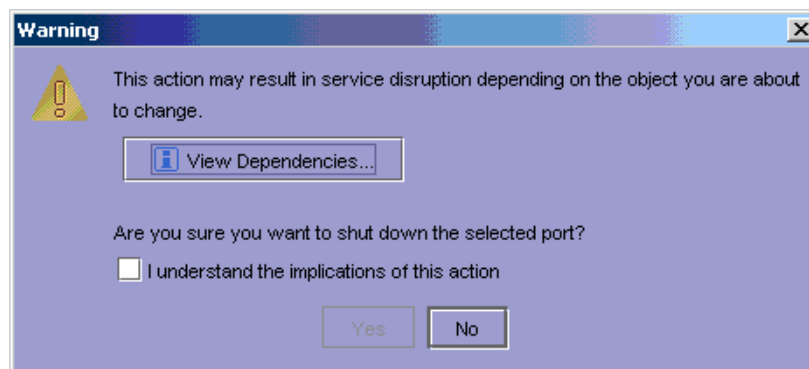 Warning
This action may result in service disruption depending on the object you are about
to change.
View Dependencies...
Are you sure you want to shut down the selected port?
I understand the implications of this action
Yes No